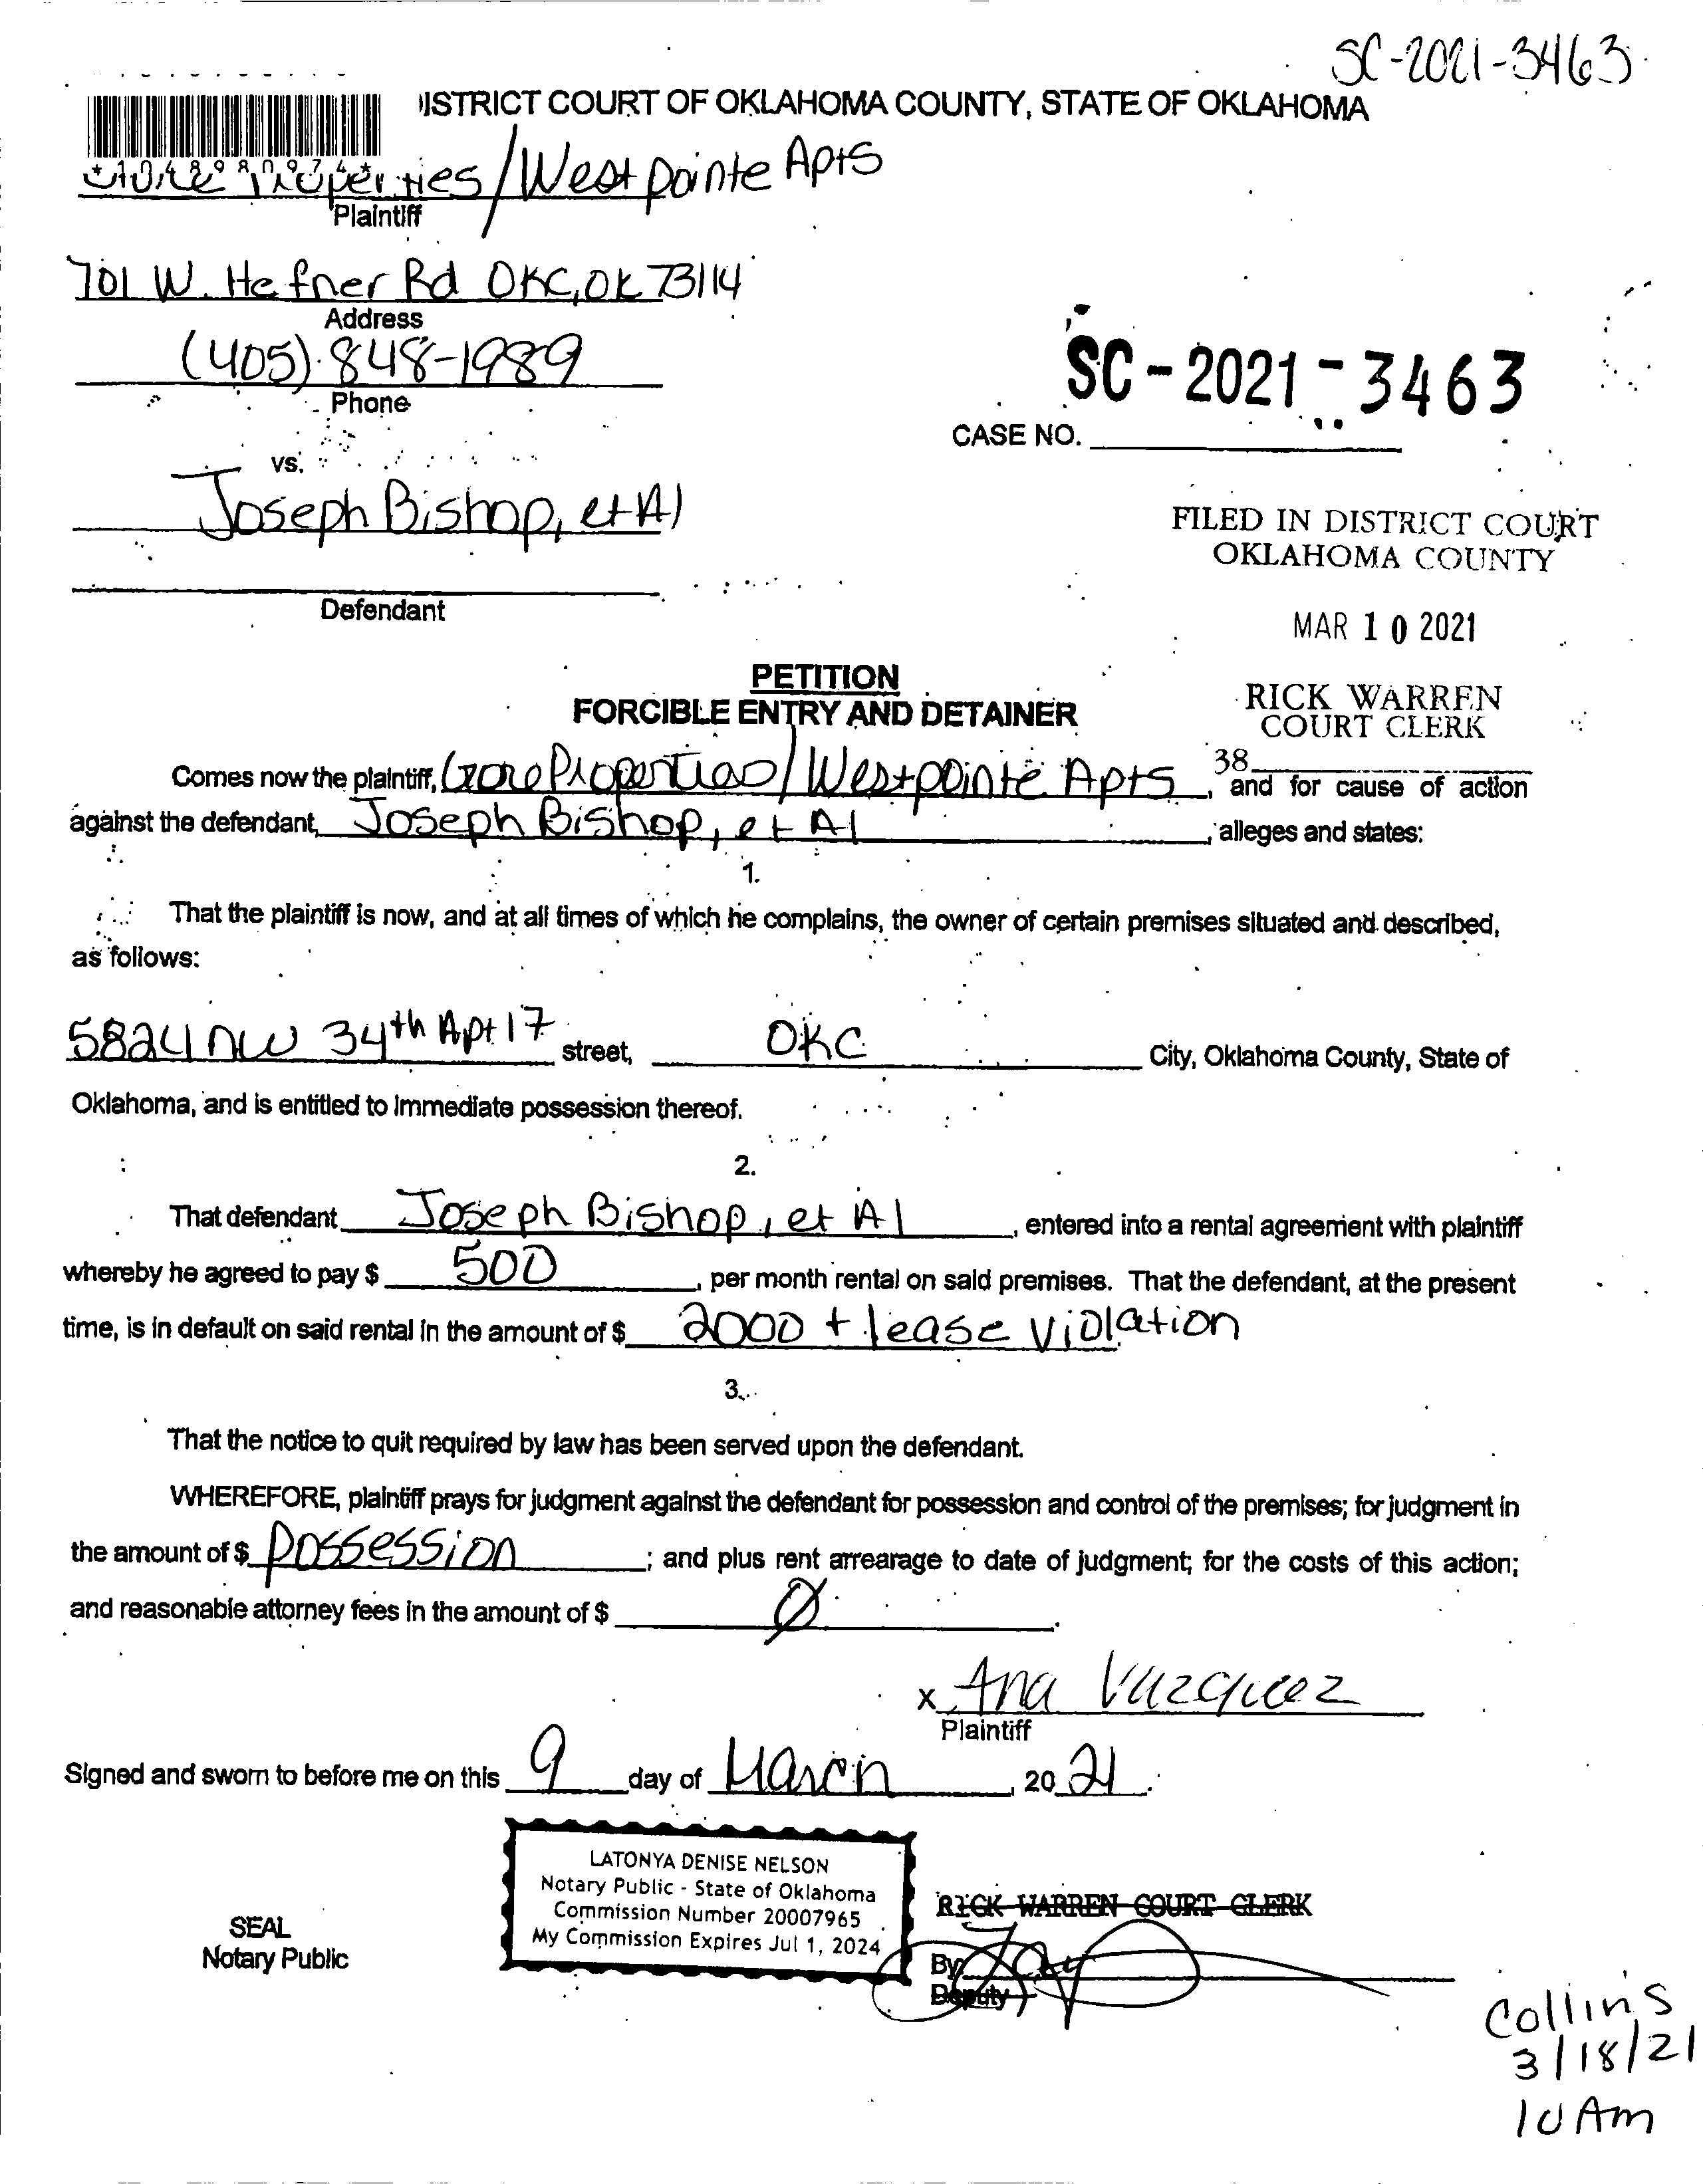 SC-2021-3463
ISTRICT COURT OF OKLAHOMA COUNTY, STATE OF OKLAHOMA
*1048980974*
Properties/Westpointe Apts
Plaintiff
701 W. Hefner Rd OKC, OK 73114
Address
(405) 848-1989
Phone
SC-2021-3463
CASE NO.
vs.
Joseph Bishop, et Al
FILED IN DISTRICT COURT
OKLAHOMA COUNTY
Defendant
MAR 10 2021
PETITION
RICK WARREN
FORCIBLE ENTRY AND DETAINER
COURT CLERK
38
Comes now the plaintiff, Gore Properties/Westpointe Apts, and for cause of action
against the defendant, Joseph Bishop, et Al, alleges and states:
1.
That the plaintiff is now, and at all times of which he complains, the owner of certain premises situated and described,
as follows:
5824 NW 34th Apt 17 street, OKC City, Oklahoma County, State of
Oklahoma, and is entitled to immediate possession thereof.
2.
That defendant Joseph Bishop, et Al, entered into a rental agreement with plaintiff
whereby he agreed to pay $ 500, per month rental on said premises. That the defendant, at the present
time, is in default on said rental in the amount of $ 2000 + lease violation
3.
That the notice to quit required by law has been served upon the defendant.
WHEREFORE, plaintiff prays for judgment against the defendant for possession and control of the premises; for judgment in
the amount of $ Possession; and plus rent arrearage to date of judgment; for the costs of this action;
and reasonable attorney fees in the amount of $ Ø.
x Ana Vazquez
Plaintiff
Signed and sworn to before me on this 9 day of March, 2021.
LATONYA DENISE NELSON
Notary Public - State of Oklahoma
Commission Number 20007965
My Commission Expires Jul 1, 2024
SEAL
Notary Public
RICK WARREN COURT CLERK
By
Deputy
Collins
3/18/21
10 Am